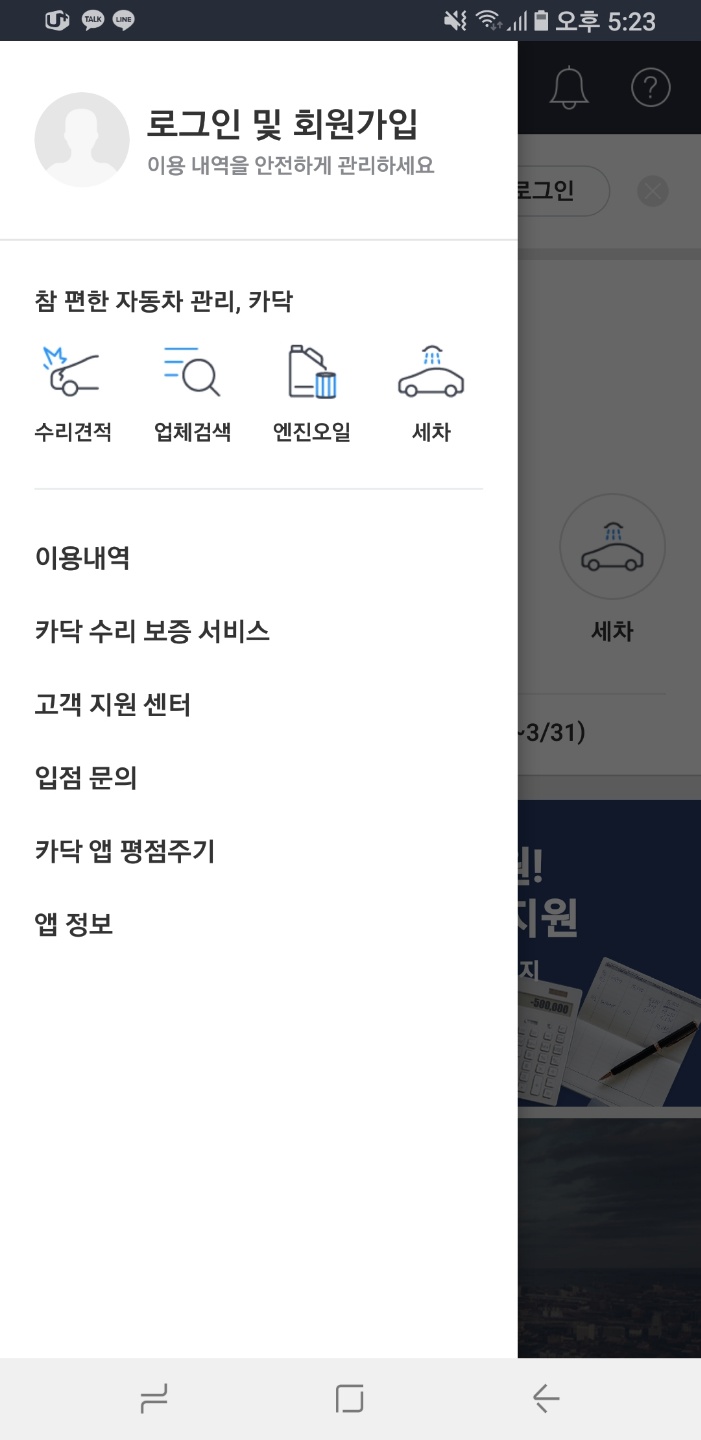 TALK
LINE
오후 5:23
로그인 및 회원가입
이용 내역을 안전하게 관리하세요
로그인
참 편한 자동차 관리, 카닥
수리견적 업체검색 엔진오일 세차
이용내역
카닥 수리 보증 서비스
세차
고객 지원 센터
~3/31)
입점 문의
카닥 앱 평점주기
앱 정보
지원
지
-500,000